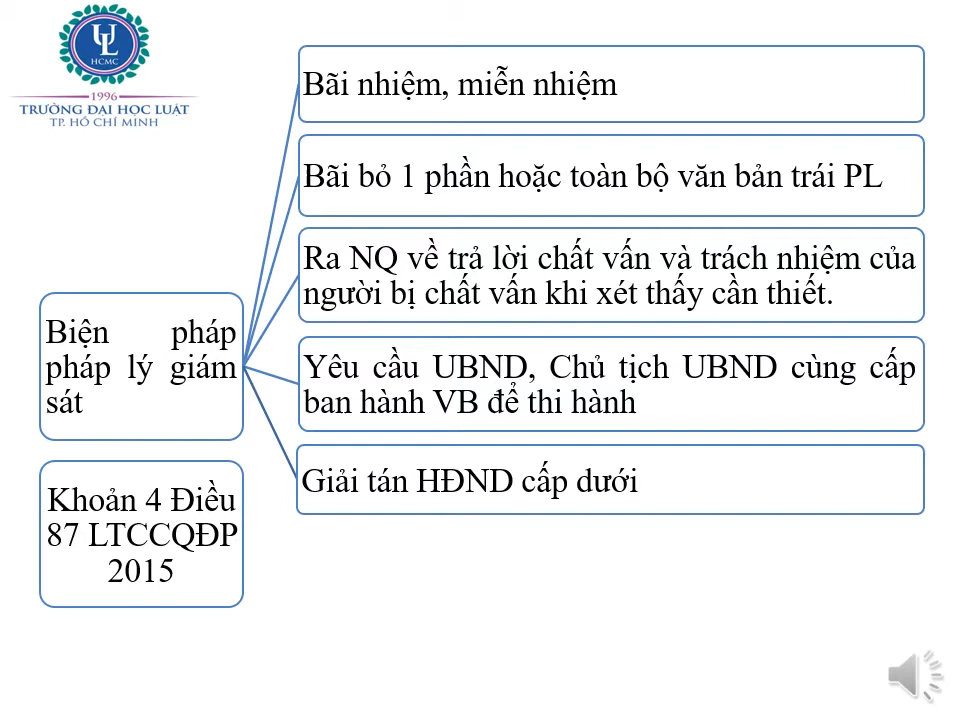 UL
HCMC
1996
TRƯỜNG ĐẠI HỌC LUẬT
TP. HỒ CHÍ MINH
Bãi nhiệm, miễn nhiệm
Bãi bỏ 1 phần hoặc toàn bộ văn bản trái PL
Ra NQ về trả lời chất vấn và trách nhiệm của
người bị chất vấn khi xét thấy cần thiết.
Yêu cầu UBND, Chủ tịch UBND cùng cấp
ban hành VB để thi hành
Giải tán HĐND cấp dưới
Biện pháp
pháp lý giám
sát
Khoản 4 Điều
87 LTCCQĐP
2015